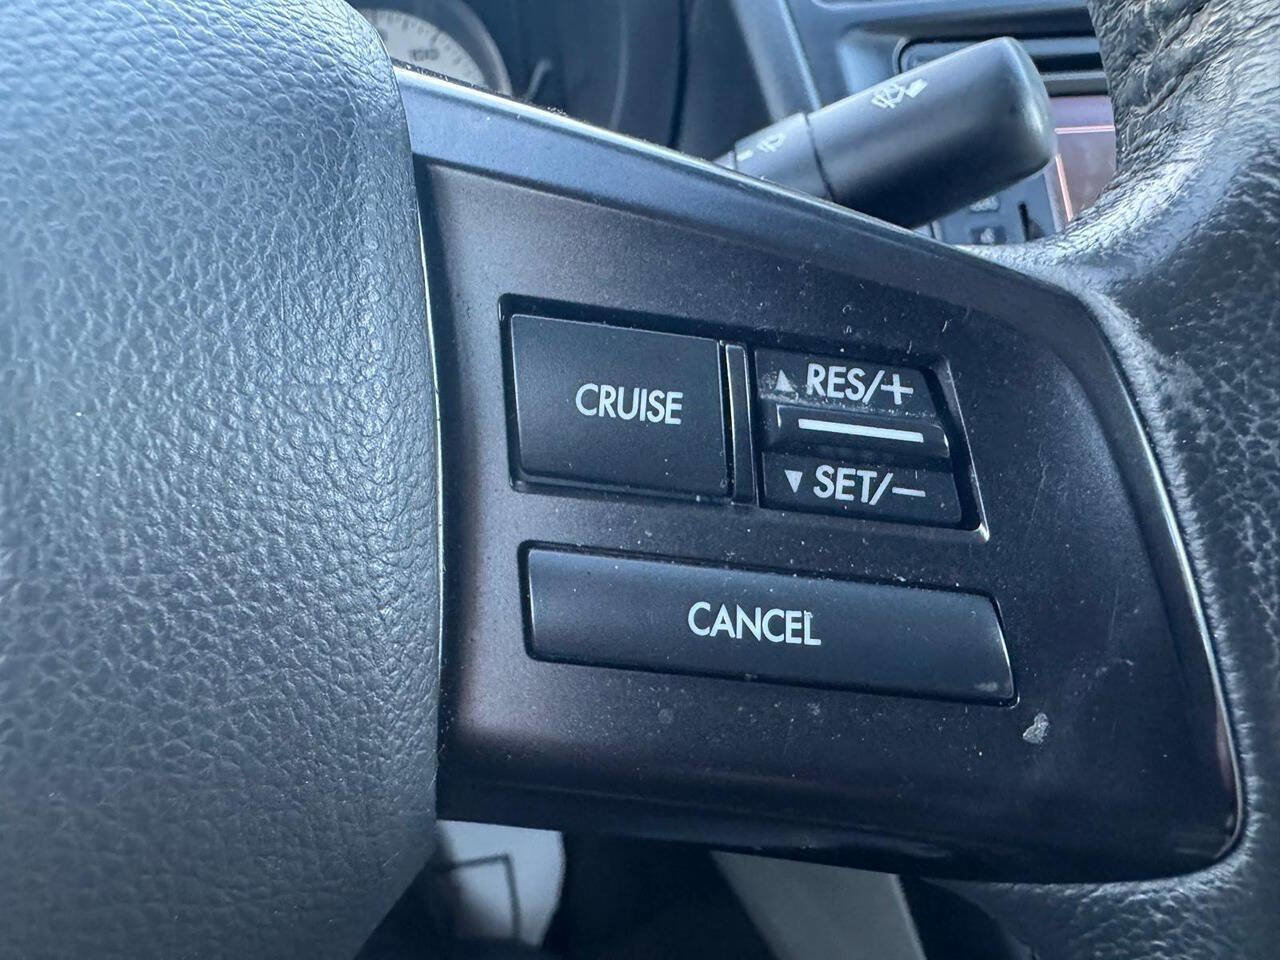 CRUISE
▲ RES/+
▼ SET/–
CANCEL